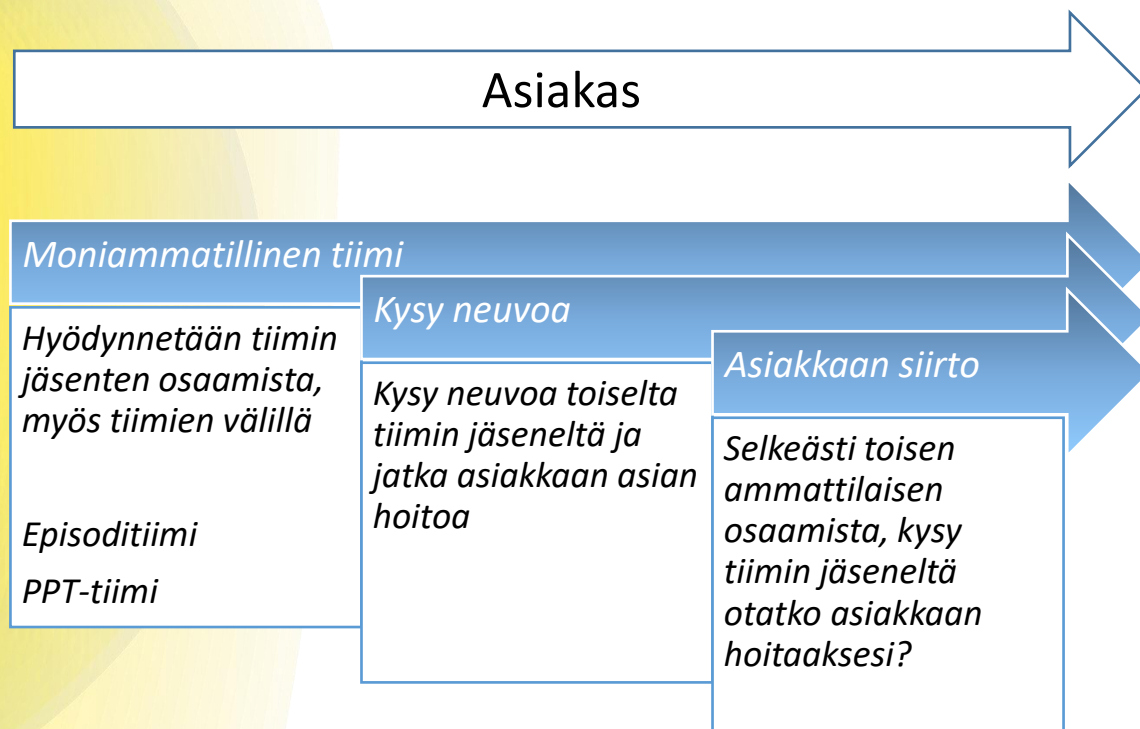 Asiakas
Moniammatillinen tiimi
Hyödynnetään tiimin
jäsenten osaamista,
myös tiimien välillä
Episoditiimi
PPT-tiimi
Kysy neuvoa
Kysy neuvoa toiselta
tiimin jäseneltä ja
jatka asiakkaan asian
hoitoa
Asiakkaan siirto
Selkeästi toisen
ammattilaisen
osaamista, kysy
tiimin jäseneltä
otatko asiakkaan
hoitaaksesi?